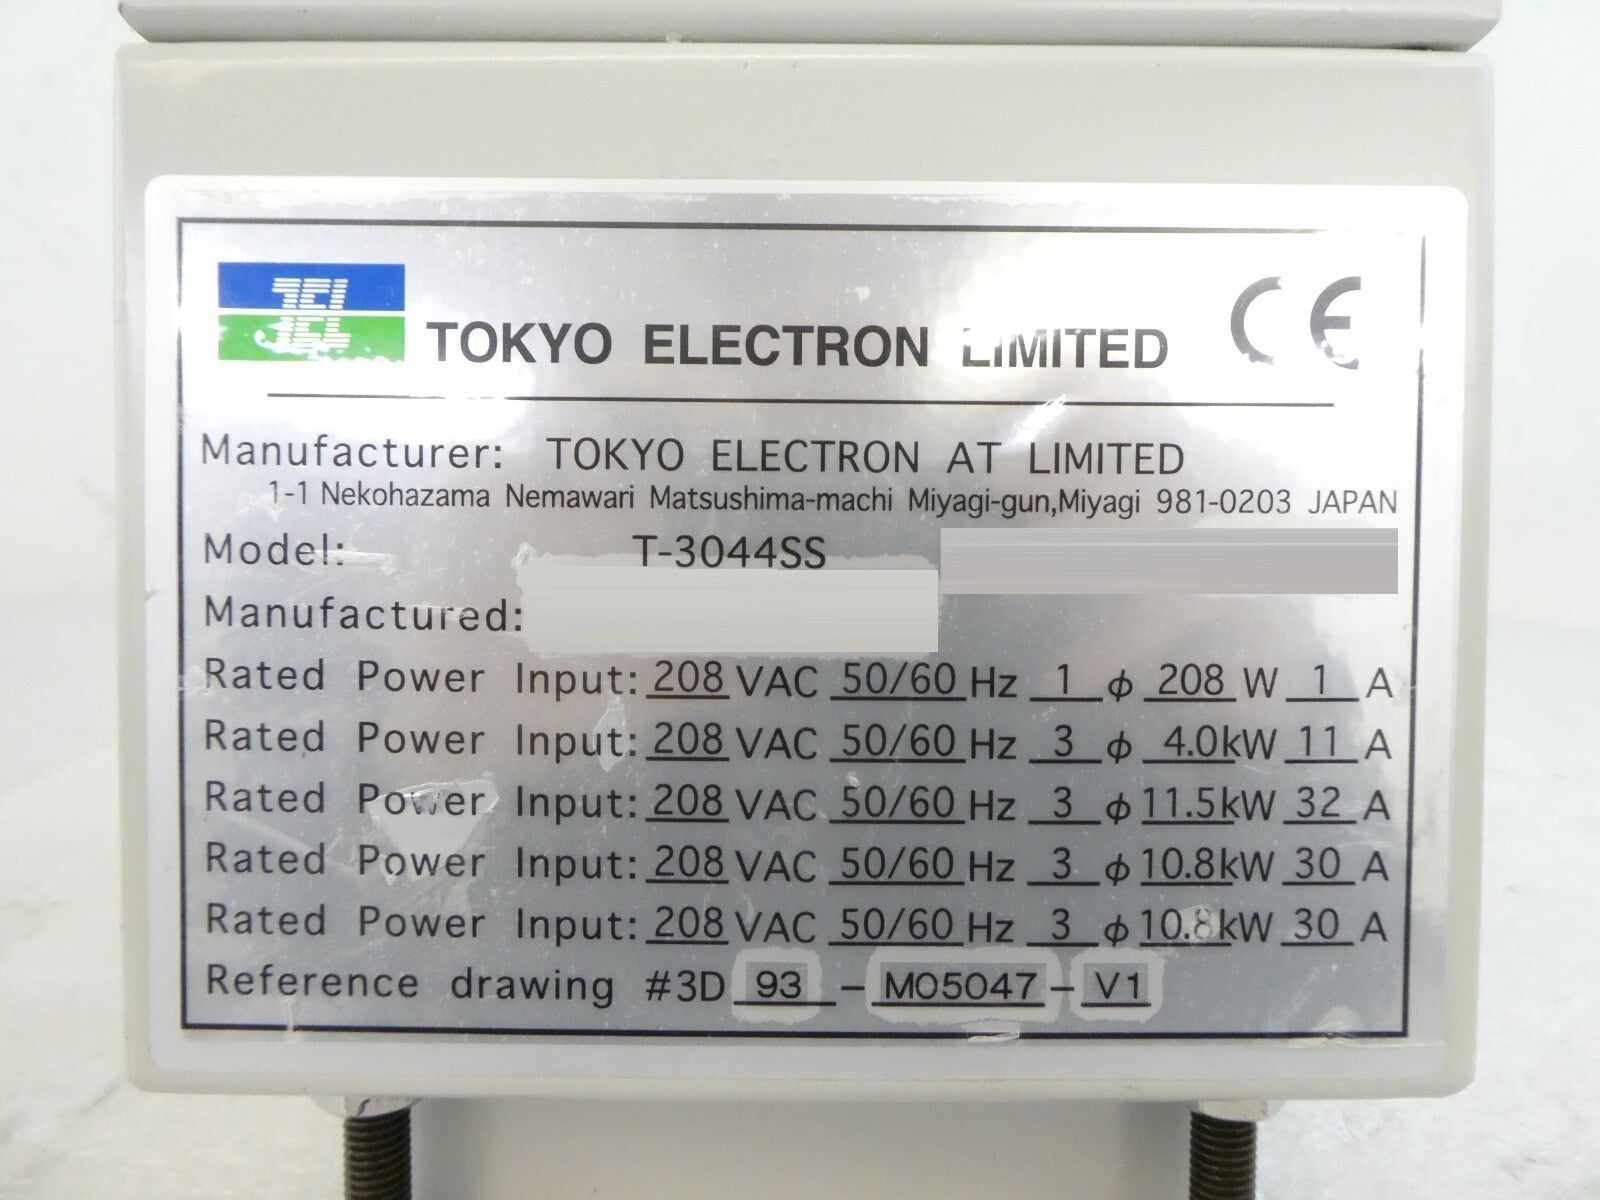 TEL TOKYO ELECTRON LIMITED CE
Manufacturer: TOKYO ELECTRON AT LIMITED
1-1 Nekohazama Nemawari Matsushima-machi Miyagi-gun,Miyagi 981-0203 JAPAN
Model: T-3044SS
Manufactured:
Rated Power Input: 208 VAC 50/60 Hz 1 ϕ 208 W 1 A
Rated Power Input: 208 VAC 50/60 Hz 3 ϕ 4.0kW 11 A
Rated Power Input: 208 VAC 50/60 Hz 3 ϕ 11.5kW 32 A
Rated Power Input: 208 VAC 50/60 Hz 3 ϕ 10.8kW 30 A
Rated Power Input: 208 VAC 50/60 Hz 3 ϕ 10.8kW 30 A
Reference drawing #3D 93 - M05047 - V1